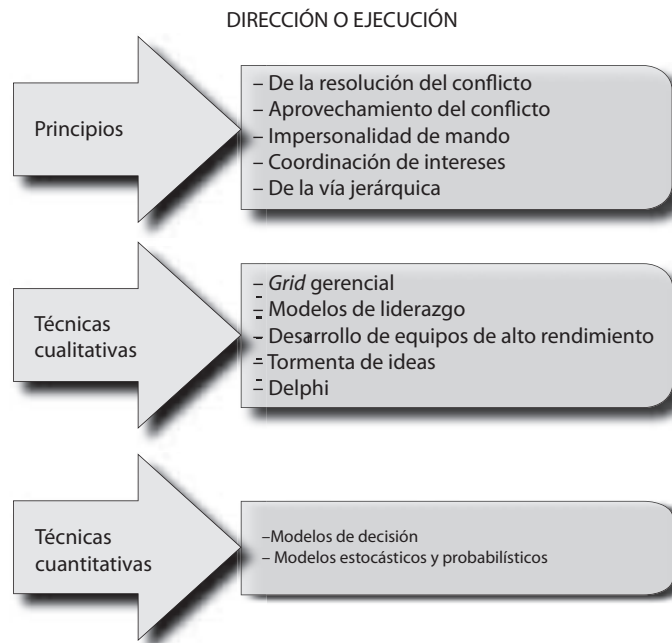 DIRECCIÓN O EJECUCIÓN
Principios
– De la resolución del conflicto
– Aprovechamiento del conflicto
– Impersonalidad de mando
– Coordinación de intereses
– De la vía jerárquica
Técnicas
cualitativas
– Grid gerencial
– Modelos de liderazgo
– Desarrollo de equipos de alto rendimiento
– Tormenta de ideas
– Delphi
Técnicas
cuantitativas
–Modelos de decisión
– Modelos estocásticos y probabilísticos